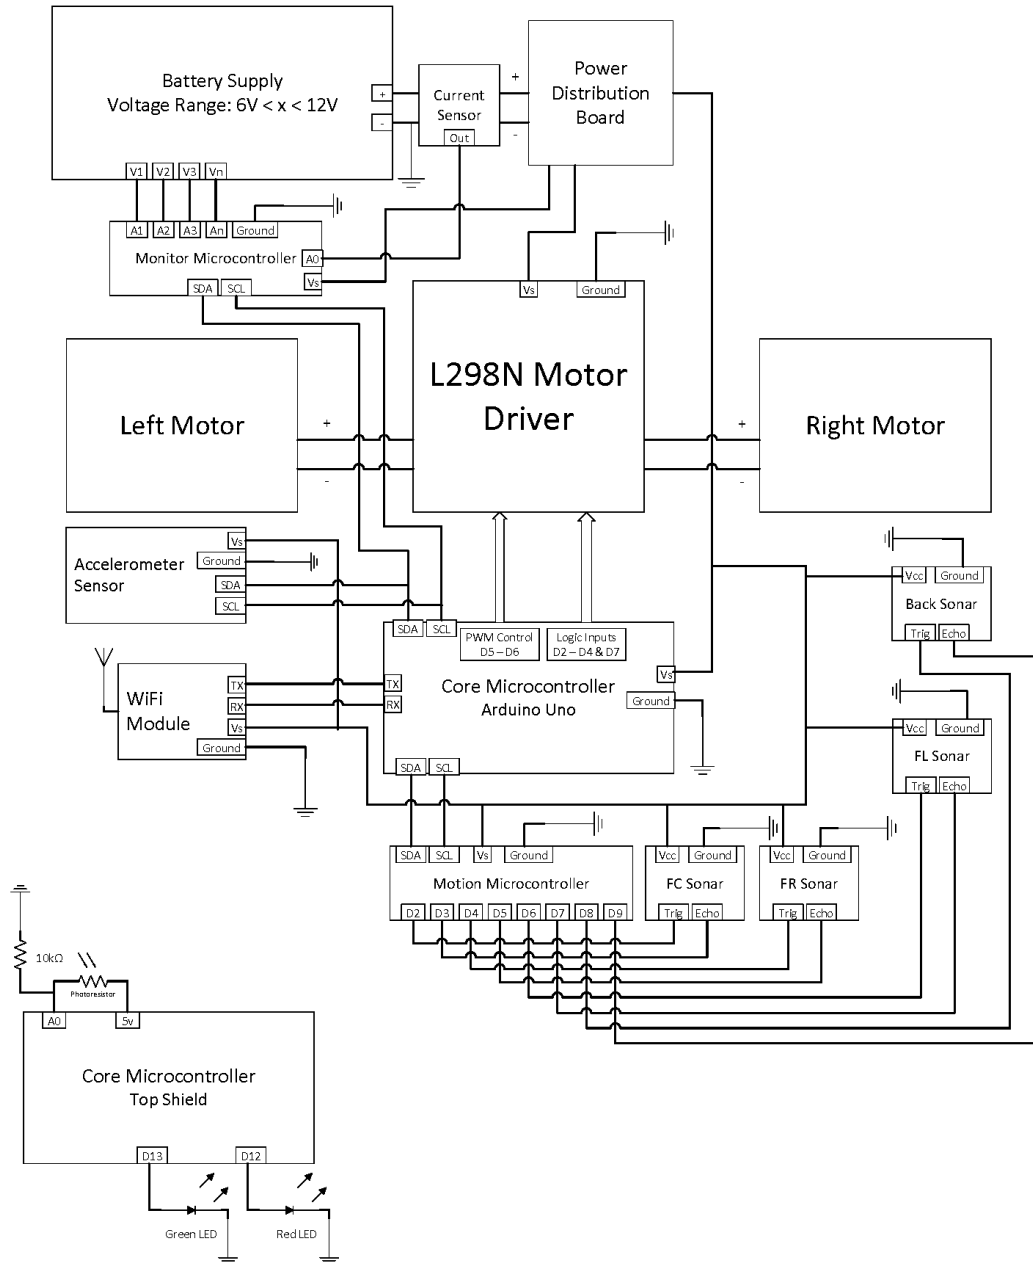 Battery Supply
Voltage Range: 6V < x < 12V
+
-
V1 V2 V3 Vn
Current
Sensor
Out
+
-
Power
Distribution
Board
A1 A2 A3 An Ground
Monitor Microcontroller
A0
Vs
SDA SCL
Vs Ground
L298N Motor
Driver
Left Motor
+
-
Right Motor
+
-
Accelerometer
Sensor
Vs
Ground
SDA
SCL
WiFi
Module
TX
RX
Vs
Ground
SDA SCL
PWM Control
D5 – D6
Logic Inputs
D2 – D4 & D7
TX
RX
Core Microcontroller
Arduino Uno
Vs
Ground
SDA SCL
Vcc Ground
Back Sonar
Trig Echo
Vcc Ground
FL Sonar
Trig Echo
SDA SCL Vs Ground
Motion Microcontroller
D2 D3 D4 D5 D6 D7 D8 D9
Vcc Ground
FC Sonar
Trig Echo
Vcc Ground
FR Sonar
Trig Echo
10kΩ
Photoresistor
A0 5v
Core Microcontroller
Top Shield
D13 D12
Green LED
Red LED